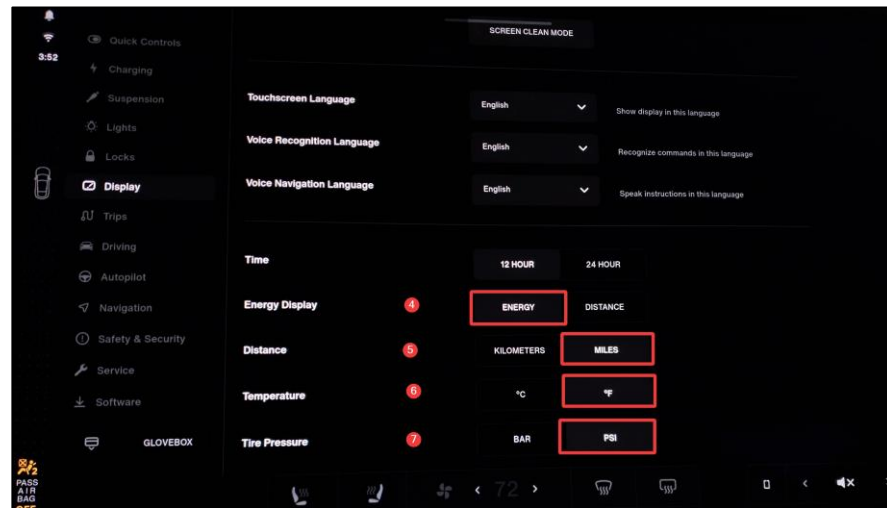 SCREEN CLEAN MODE
3:52
Quick Controls
Charging
Suspension
Lights
Locks
Display
Trips
Driving
Autopilot
Navigation
Safety & Security
Service
Software
GLOVEBOX
Touchscreen Language English Show display in this language
Voice Recognition Language English Recognize commands in this language
Voice Navigation Language English Speak instructions in this language
Time 12 HOUR 24 HOUR
Energy Display 4 ENERGY DISTANCE
Distance 5 KILOMETERS MILES
Temperature 6 °C °F
Tire Pressure 7 BAR PSI
PASS
AIR
BAG
OFF
72